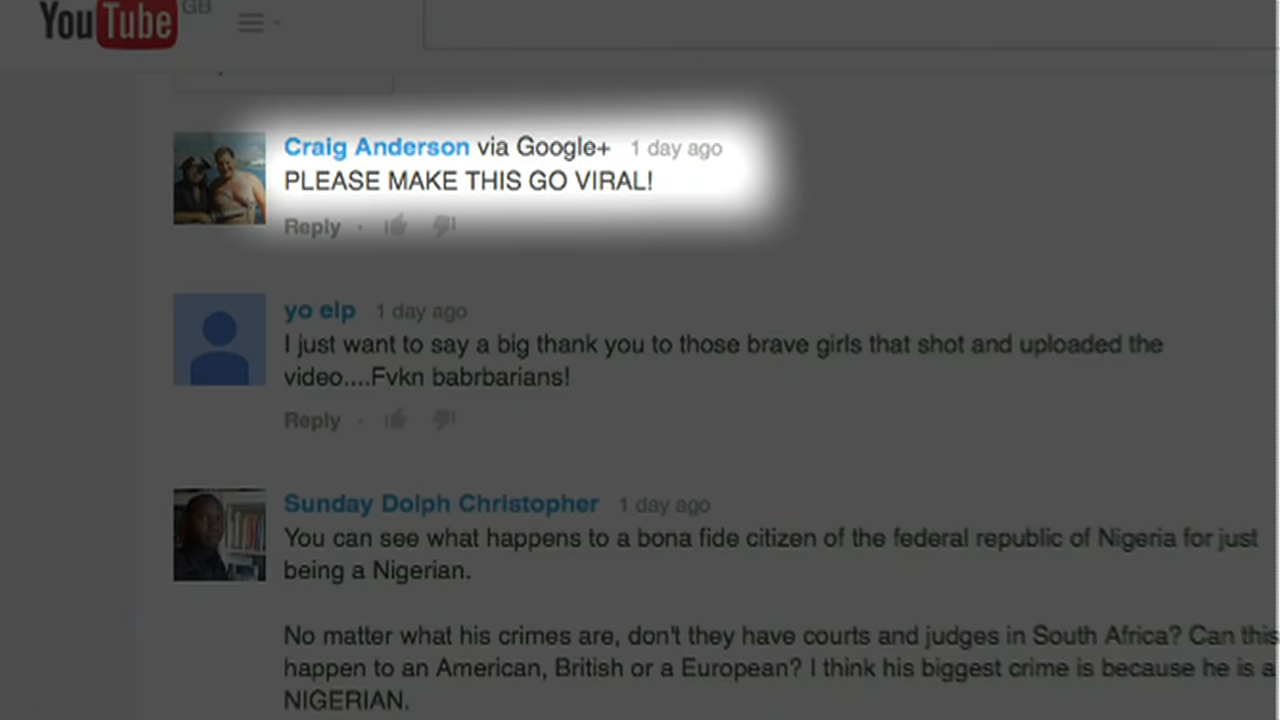 YouTube GB
Craig Anderson via Google+ 1 day ago
PLEASE MAKE THIS GO VIRAL!
Reply ·
yo elp 1 day ago
I just want to say a big thank you to those brave girls that shot and uploaded the
video....Fvkn babrbarians!
Reply ·
Sunday Dolph Christopher 1 day ago
You can see what happens to a bona fide citizen of the federal republic of Nigeria for just
being a Nigerian.
No matter what his crimes are, don't they have courts and judges in South Africa? Can this
happen to an American, British or a European? I think his biggest crime is because he is a
NIGERIAN.